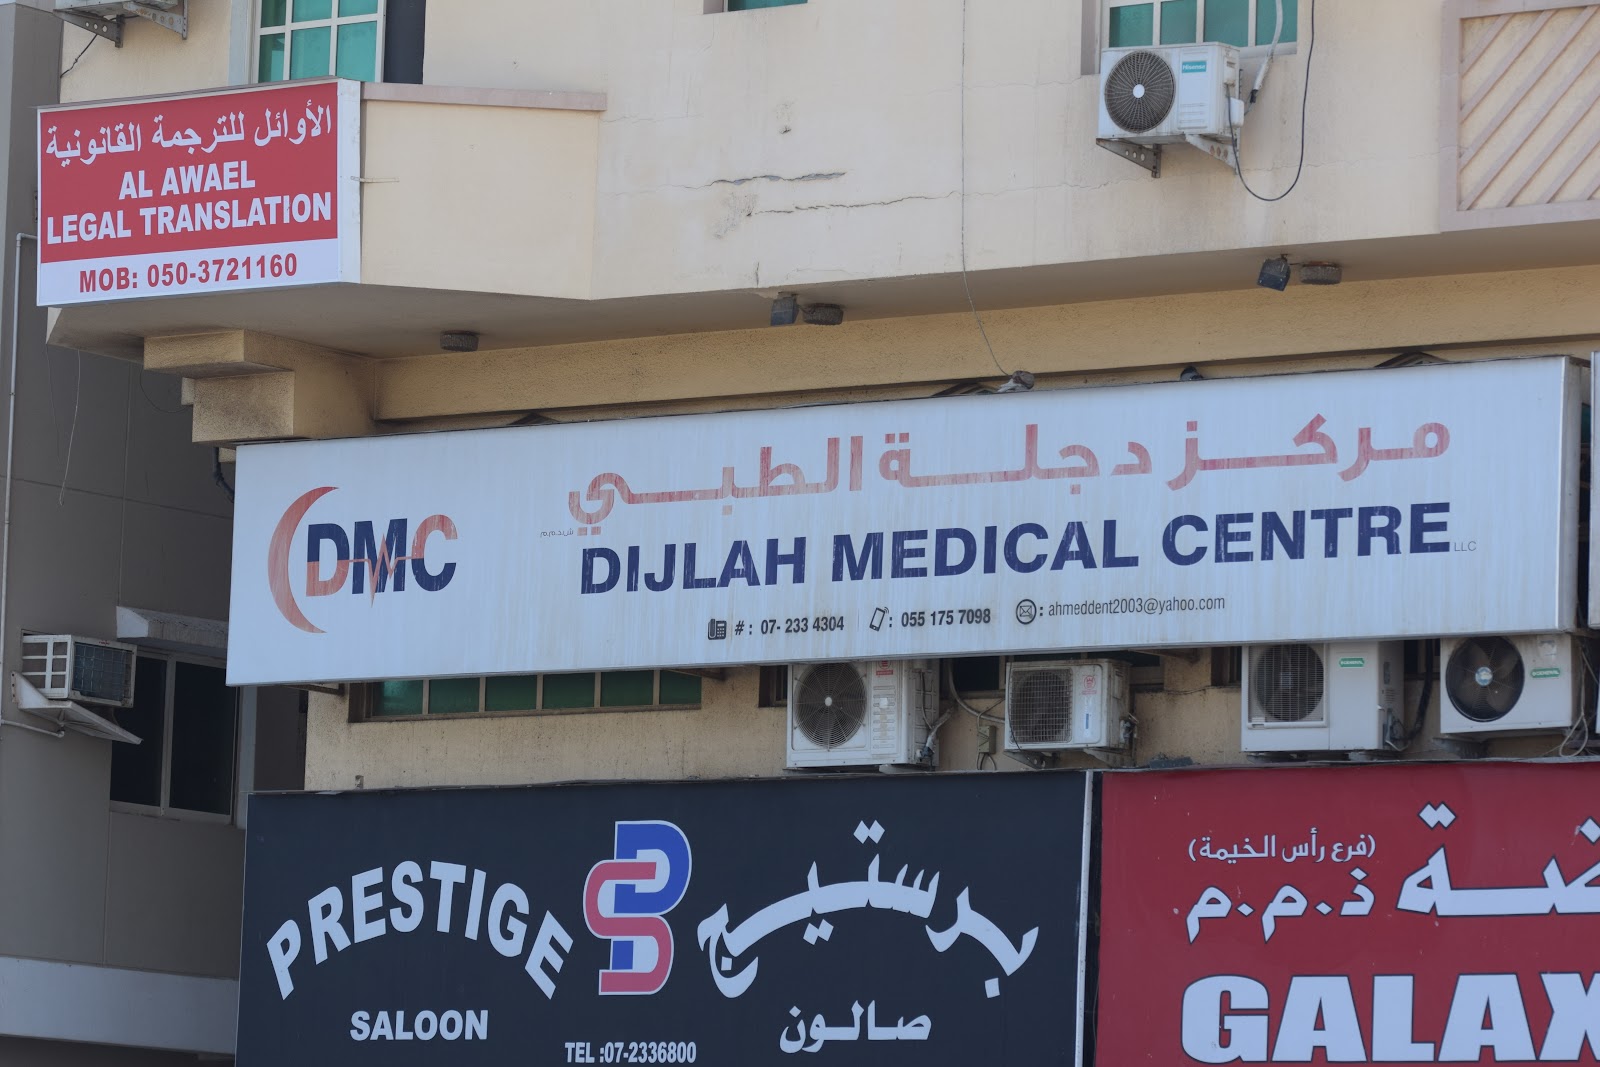 الأوائل للترجمة القانونية
AL AWAEL
LEGAL TRANSLATION
MOB: 050-3721160
DMC
مركز دجلة الطبي
ش.ذ.م.م
DIJLAH MEDICAL CENTRE LLC
# : 07- 233 4304 : 055 175 7098 : ahmeddent2003@yahoo.com
Hisense
PRESTIGE
SALOON
برستيج
صالون
TEL :07-2336800
(فرع رأس الخيمة)
ذ.م.م
GALAX